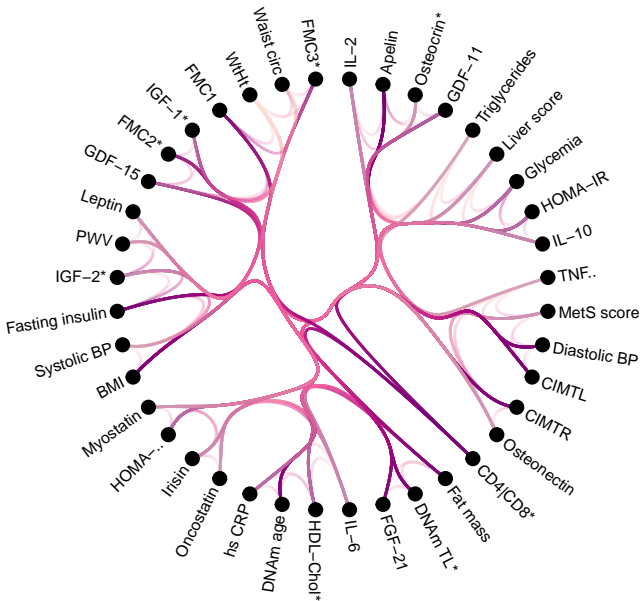 IL−2
Apelin
Osteocrin*
GDF−11
Triglycerides
Liver score
Glycemia
HOMA−IR
IL−10
TNF..
MetS score
Diastolic BP
CIMTL
CIMTR
Osteonectin
CD4|CD8*
Fat mass
DNAm TL*
FGF−21
IL−6
HDL−Chol*
DNAm age
hs CRP
Oncostatin
Irisin
HOMA−..
Myostatin
BMI
Systolic BP
Fasting insulin
IGF−2*
PWV
Leptin
GDF−15
FMC2*
IGF−1*
FMC1
WtHt
Waist circ
FMC3*